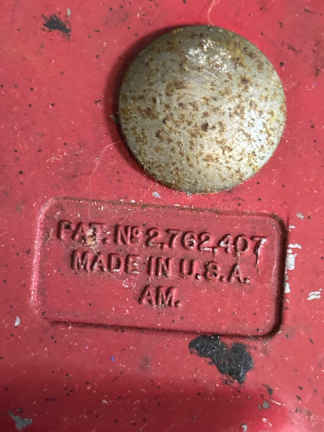 PAT. Nº 2,762,407
MADE IN U.S.A.
AM.